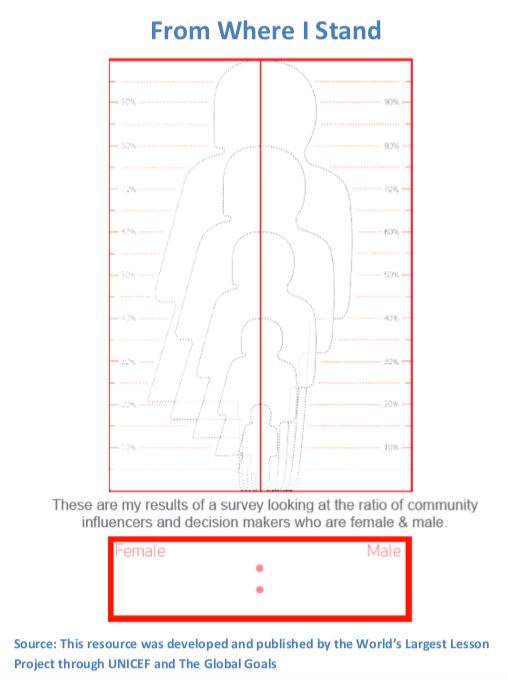 From Where I Stand
90% 90%
80% 80%
70% 70%
60% 60%
50% 50%
40% 40%
30% 30%
20% 20%
10% 10%
These are my results of a survey looking at the ratio of community
influencers and decision makers who are female & male.
Female Male
:
Source: This resource was developed and published by the World’s Largest Lesson
Project through UNICEF and The Global Goals